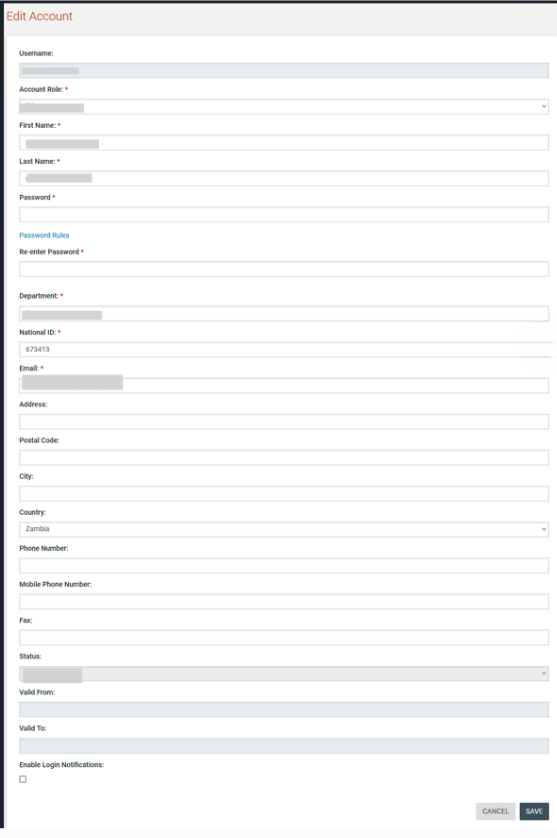 Edit Account
Username:
Account Role: *
First Name: *
Last Name: *
Password *
Password Rules
Re-enter Password *
Department: *
National ID: *
673413
Email: *
Address:
Postal Code:
City:
Country:
Zambia
Phone Number:
Mobile Phone Number:
Fax:
Status:
Valid From:
Valid To:
Enable Login Notifications:
CANCEL SAVE